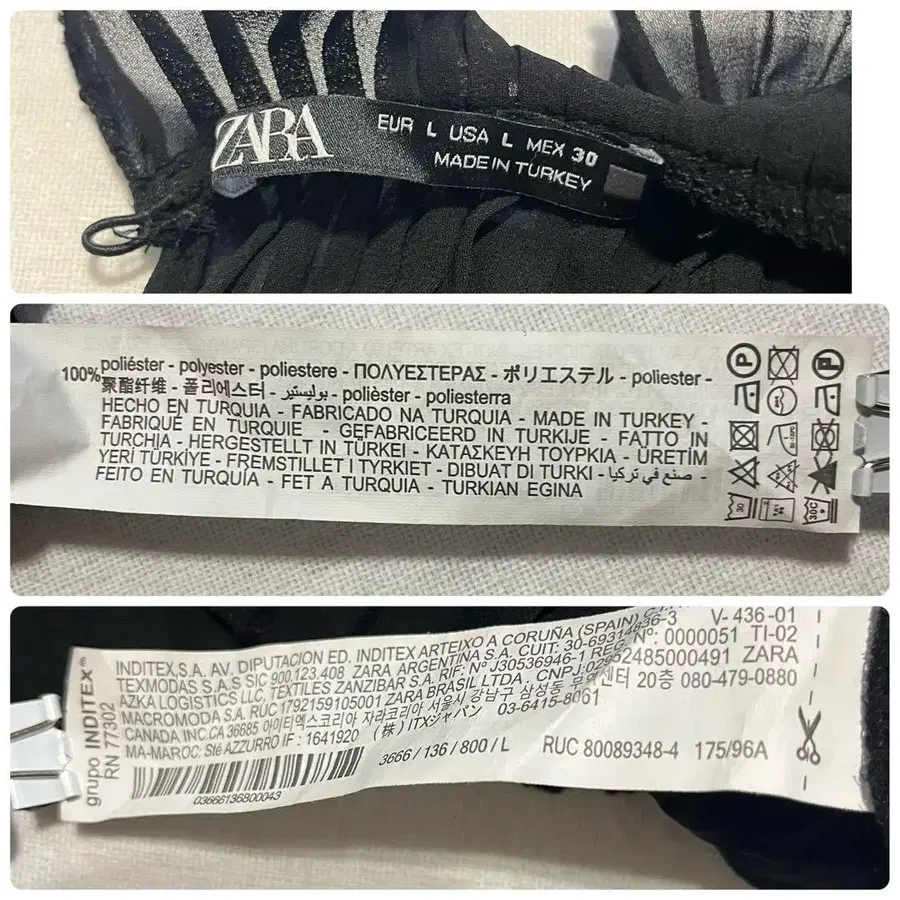 ZARA
EUR L USA L MEX 30
MADE IN TURKEY
100% poliéster - polyester - poliestere - ΠΟΛΥΕΣΤΕΡΑΣ - ポリエステル - poliester -
聚酯纤维 - 폴리에스터 - بوليستير - polièster - poliesterra
HECHO EN TURQUIA - FABRICADO NA TURQUIA - MADE IN TURKEY -
FABRIQUÉ EN TURQUIE - GEFABRICEERD IN TURKIJE - FATTO IN
TURCHIA - HERGESTELLT IN TÜRKEI - ΚΑΤΑΣΚΕΥΗ ΤΟΥΡΚΙΑ - ÜRETİM
YERİ TÜRKİYE - FREMSTILLET I TYRKIET - DIBUAT DI TURKI - صنع في تركيا -
FEITO EN TURQUÍA - FET A TURQUIA - TURKIAN EGINA
grupo INDITEX®
RN 77302
INDITEX,S.A. AV. DIPUTACION ED. INDITEX ARTEIXO A CORUÑA (SPAIN)
V- 436 -01
TEXMODAS S.A.S SIC 900.123.408 ZARA ARGENTINA S.A. CUIT: 30-69314836-3
Nº: 0000051 TI-02
AZKA LOGISTICS LLC, TEXTILES ZANZIBAR S.A. RIF: Nº J30536946-1 REG.
MACROMODA S.A. RUC 1792159105001 ZARA BRASIL LTDA. CNPJ:02952485000491 ZARA
CANADA INC.CA 36685 아이티엑스코리아 자라코리아 서울시 강남구 삼성동 무역센터 20층 080-479-0880
MA-MAROC: Sté AZZURRO IF : 1641920 (株) ITXジャパン 03-6415-8061
03666136800043
3666 / 136 / 800 / L
RUC 80089348-4 175/96A